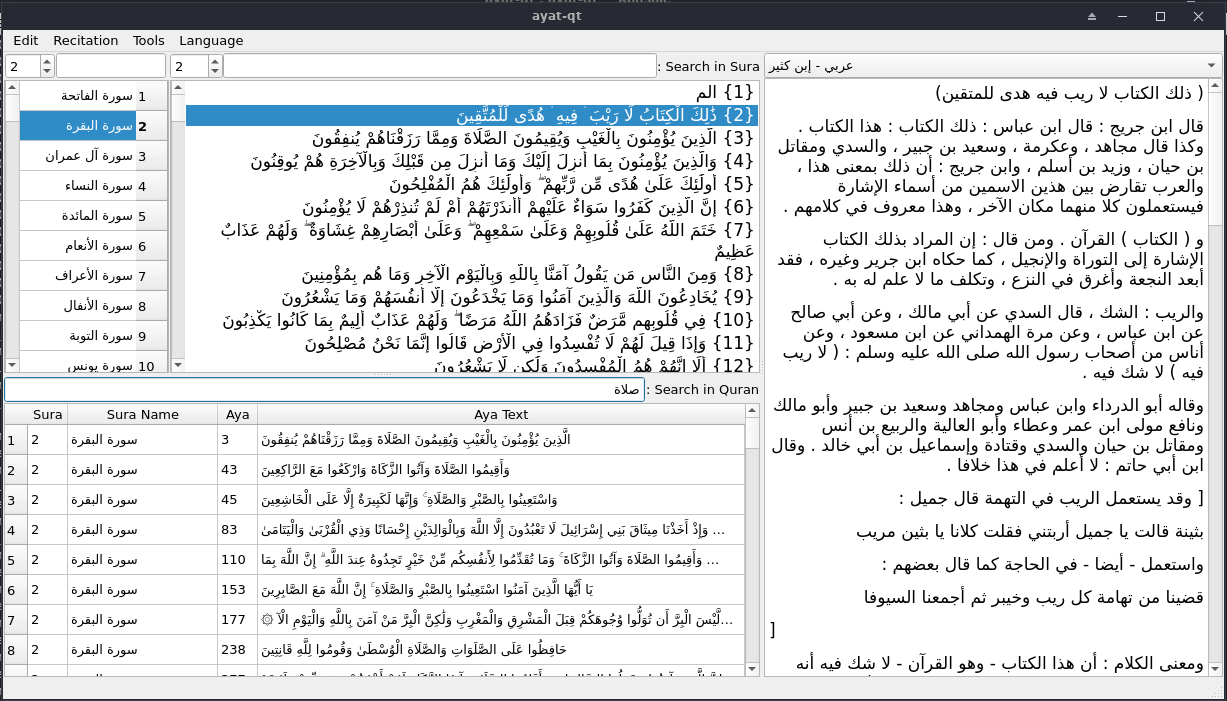 ayat-qt
Edit Recitation Tools Language
2
2
: Search in Sura
1 سورة الفاتحة
2 سورة البقرة
3 سورة آل عمران
4 سورة النساء
5 سورة المائدة
6 سورة الأنعام
7 سورة الأعراف
8 سورة الأنفال
9 سورة التوبة
10 سورة يونس
{1} الم
{2} ذَٰلِكَ الْكِتَابُ لَا رَيْبَ ۛ فِيهِ ۛ هُدًى لِّلْمُتَّقِينَ
{3} الَّذِينَ يُؤْمِنُونَ بِالْغَيْبِ وَيُقِيمُونَ الصَّلَاةَ وَمِمَّا رَزَقْنَاهُمْ يُنفِقُونَ
{4} وَالَّذِينَ يُؤْمِنُونَ بِمَا أُنزِلَ إِلَيْكَ وَمَا أُنزِلَ مِن قَبْلِكَ وَبِالْآخِرَةِ هُمْ يُوقِنُونَ
{5} أُولَٰئِكَ عَلَىٰ هُدًى مِّن رَّبِّهِمْ ۖ وَأُولَٰئِكَ هُمُ الْمُفْلِحُونَ
{6} إِنَّ الَّذِينَ كَفَرُوا سَوَاءٌ عَلَيْهِمْ أَأَنذَرْتَهُمْ أَمْ لَمْ تُنذِرْهُمْ لَا يُؤْمِنُونَ
{7} خَتَمَ اللَّهُ عَلَىٰ قُلُوبِهِمْ وَعَلَىٰ سَمْعِهِمْ ۖ وَعَلَىٰ أَبْصَارِهِمْ غِشَاوَةٌ ۖ وَلَهُمْ عَذَابٌ
عَظِيمٌ
{8} وَمِنَ النَّاسِ مَن يَقُولُ آمَنَّا بِاللَّهِ وَبِالْيَوْمِ الْآخِرِ وَمَا هُم بِمُؤْمِنِينَ
{9} يُخَادِعُونَ اللَّهَ وَالَّذِينَ آمَنُوا وَمَا يَخْدَعُونَ إِلَّا أَنفُسَهُمْ وَمَا يَشْعُرُونَ
{10} فِي قُلُوبِهِم مَّرَضٌ فَزَادَهُمُ اللَّهُ مَرَضًا ۖ وَلَهُمْ عَذَابٌ أَلِيمٌ بِمَا كَانُوا يَكْذِبُونَ
{11} وَإِذَا قِيلَ لَهُمْ لَا تُفْسِدُوا فِي الْأَرْضِ قَالُوا إِنَّمَا نَحْنُ مُصْلِحُونَ
{12} أَلَا إِنَّهُمْ هُمُ الْمُفْسِدُونَ وَلَٰكِن لَّا يَشْعُرُونَ
صلاة
: Search in Quran
Sura Sura Name Aya Aya Text
1 2 سورة البقرة 3 الَّذِينَ يُؤْمِنُونَ بِالْغَيْبِ وَيُقِيمُونَ الصَّلَاةَ وَمِمَّا رَزَقْنَاهُمْ يُنفِقُونَ
2 2 سورة البقرة 43 وَأَقِيمُوا الصَّلَاةَ وَآتُوا الزَّكَاةَ وَارْكَعُوا مَعَ الرَّاكِعِينَ
3 2 سورة البقرة 45 وَاسْتَعِينُوا بِالصَّبْرِ وَالصَّلَاةِ ۚ وَإِنَّهَا لَكَبِيرَةٌ إِلَّا عَلَى الْخَاشِعِينَ
4 2 سورة البقرة 83 وَإِذْ أَخَذْنَا مِيثَاقَ بَنِي إِسْرَائِيلَ لَا تَعْبُدُونَ إِلَّا اللَّهَ وَبِالْوَالِدَيْنِ إِحْسَانًا وَذِي الْقُرْبَىٰ وَالْيَتَامَىٰ ...
5 2 سورة البقرة 110 وَأَقِيمُوا الصَّلَاةَ وَآتُوا الزَّكَاةَ ۚ وَمَا تُقَدِّمُوا لِأَنفُسِكُم مِّنْ خَيْرٍ تَجِدُوهُ عِندَ اللَّهِ ۗ إِنَّ اللَّهَ بِمَا ...
6 2 سورة البقرة 153 يَا أَيُّهَا الَّذِينَ آمَنُوا اسْتَعِينُوا بِالصَّبْرِ وَالصَّلَاةِ ۚ إِنَّ اللَّهَ مَعَ الصَّابِرِينَ
7 2 سورة البقرة 177 ۞ لَّيْسَ الْبِرَّ أَن تُوَلُّوا وُجُوهَكُمْ قِبَلَ الْمَشْرِقِ وَالْمَغْرِبِ وَلَٰكِنَّ الْبِرَّ مَنْ آمَنَ بِاللَّهِ وَالْيَوْمِ الْآ...
8 2 سورة البقرة 238 حَافِظُوا عَلَى الصَّلَوَاتِ وَالصَّلَاةِ الْوُسْطَىٰ وَقُومُوا لِلَّهِ قَانِتِينَ
عربي - إبن كثير
( ذلك الكتاب لا ريب فيه هدى للمتقين)
قال ابن جريج : قال ابن عباس : ذلك الكتاب : هذا الكتاب .
وكذا قال مجاهد ، وعكرمة ، وسعيد بن جبير ، والسدي ومقاتل
بن حيان ، وزيد بن أسلم ، وابن جريج : أن ذلك بمعنى هذا ،
والعرب تقارض بين هذين الاسمين من أسماء الإشارة
فيستعملون كلا منهما مكان الآخر ، وهذا معروف في كلامهم .
و ( الكتاب ) القرآن . ومن قال : إن المراد بذلك الكتاب
الإشارة إلى التوراة والإنجيل ، كما حكاه ابن جرير وغيره ، فقد
أبعد النجعة وأغرق في النزع ، وتكلف ما لا علم له به .
والريب : الشك ، قال السدي عن أبي مالك ، وعن أبي صالح
عن ابن عباس ، وعن مرة الهمداني عن ابن مسعود ، وعن
أناس من أصحاب رسول الله صلى الله عليه وسلم : ( لا ريب
فيه ) لا شك فيه .
وقاله أبو الدرداء وابن عباس ومجاهد وسعيد بن جبير وأبو مالك
ونافع مولى ابن عمر وعطاء وأبو العالية والربيع بن أنس
ومقاتل بن حيان والسدي وقتادة وإسماعيل بن أبي خالد . وقال
ابن أبي حاتم : لا أعلم في هذا خلافا .
[ وقد يستعمل الريب في التهمة قال جميل :
بثينة قالت يا جميل أربتني فقلت كلانا يا بثين مريب
واستعمل - أيضا - في الحاجة كما قال بعضهم :
قضينا من تهامة كل ريب وخيبر ثم أجمعنا السيوفا
]
ومعنى الكلام : أن هذا الكتاب - وهو القرآن - لا شك فيه أنه